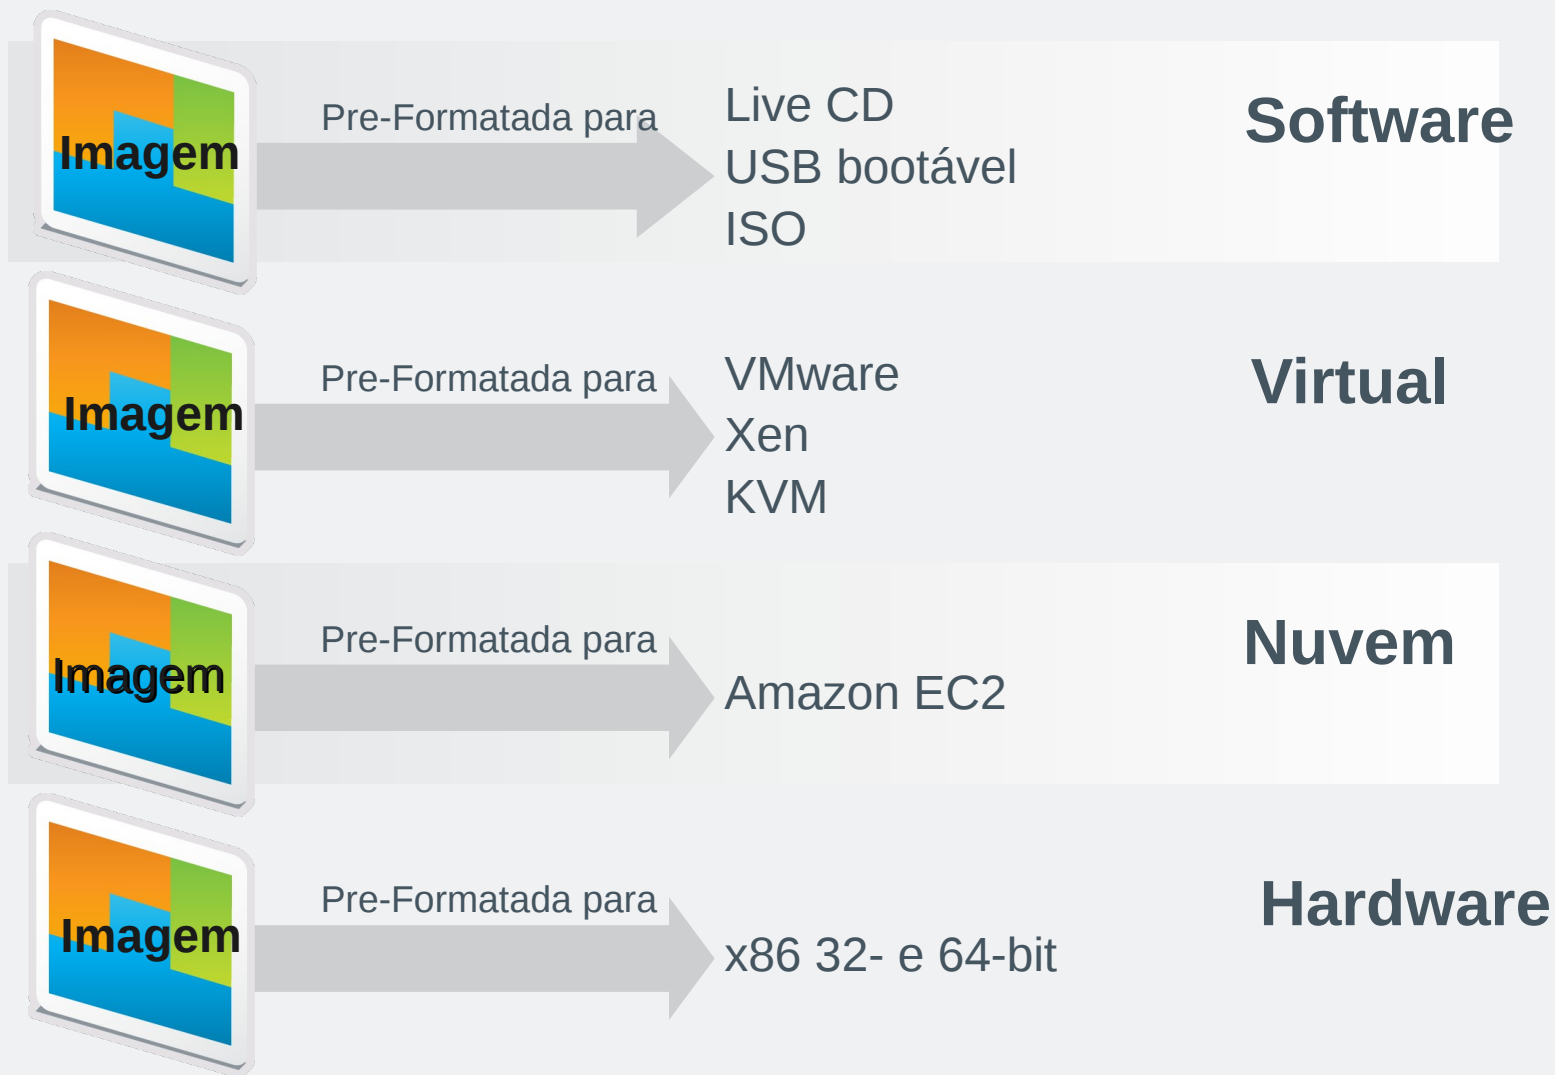 Imagem
Pre-Formatada para
Live CD
USB bootável
ISO
Software
Imagem
Pre-Formatada para
VMware
Xen
KVM
Virtual
Imagem
Pre-Formatada para
Amazon EC2
Nuvem
Imagem
Pre-Formatada para
x86 32- e 64-bit
Hardware